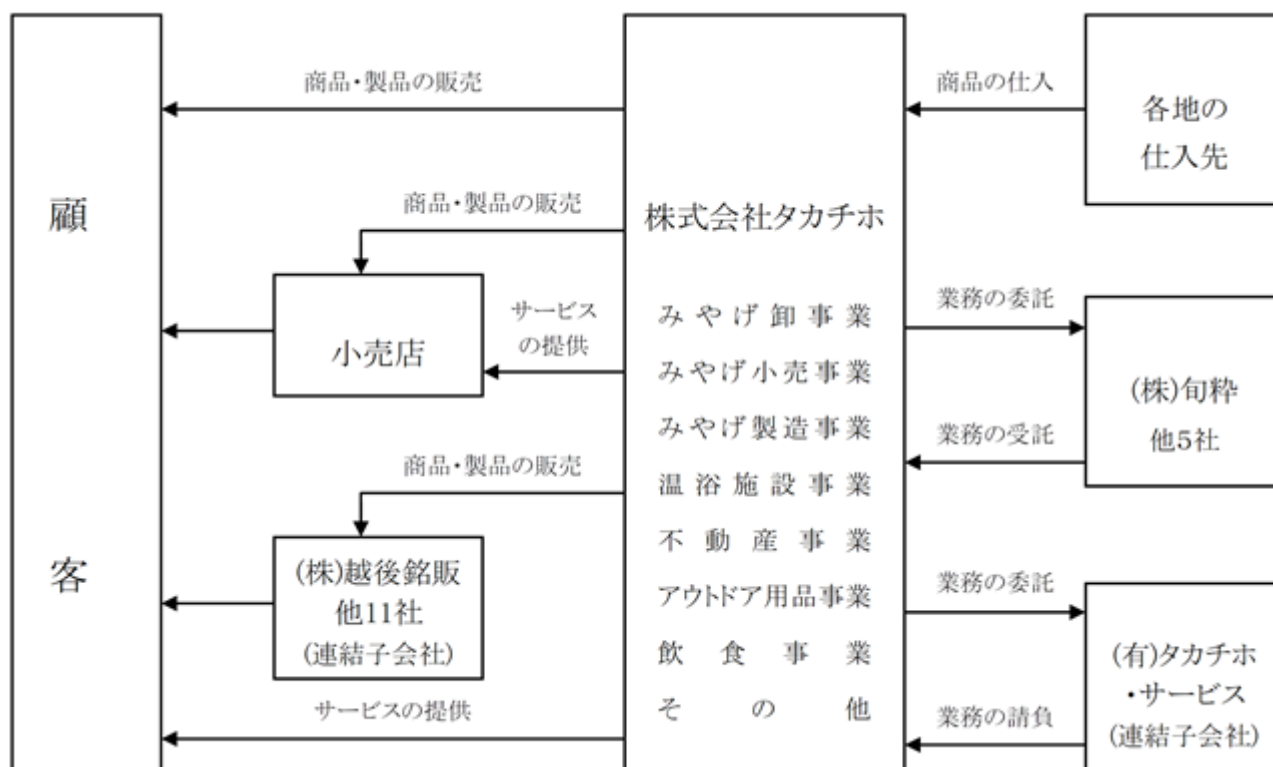 顧
客
商品・製品の販売
商品・製品の販売
小売店
サービス
の提供
商品・製品の販売
(株)越後銘販
他11社
(連結子会社)
サービスの提供
株式会社タカチホ
みやげ卸事業
みやげ小売事業
みやげ製造事業
温浴施設事業
不動産事業
アウトドア用品事業
飲食事業
その他
商品の仕入
各地の
仕入先
業務の委託
業務の受託
(株)旬粋
他5社
業務の委託
業務の請負
(有)タカチホ
・サービス
(連結子会社)